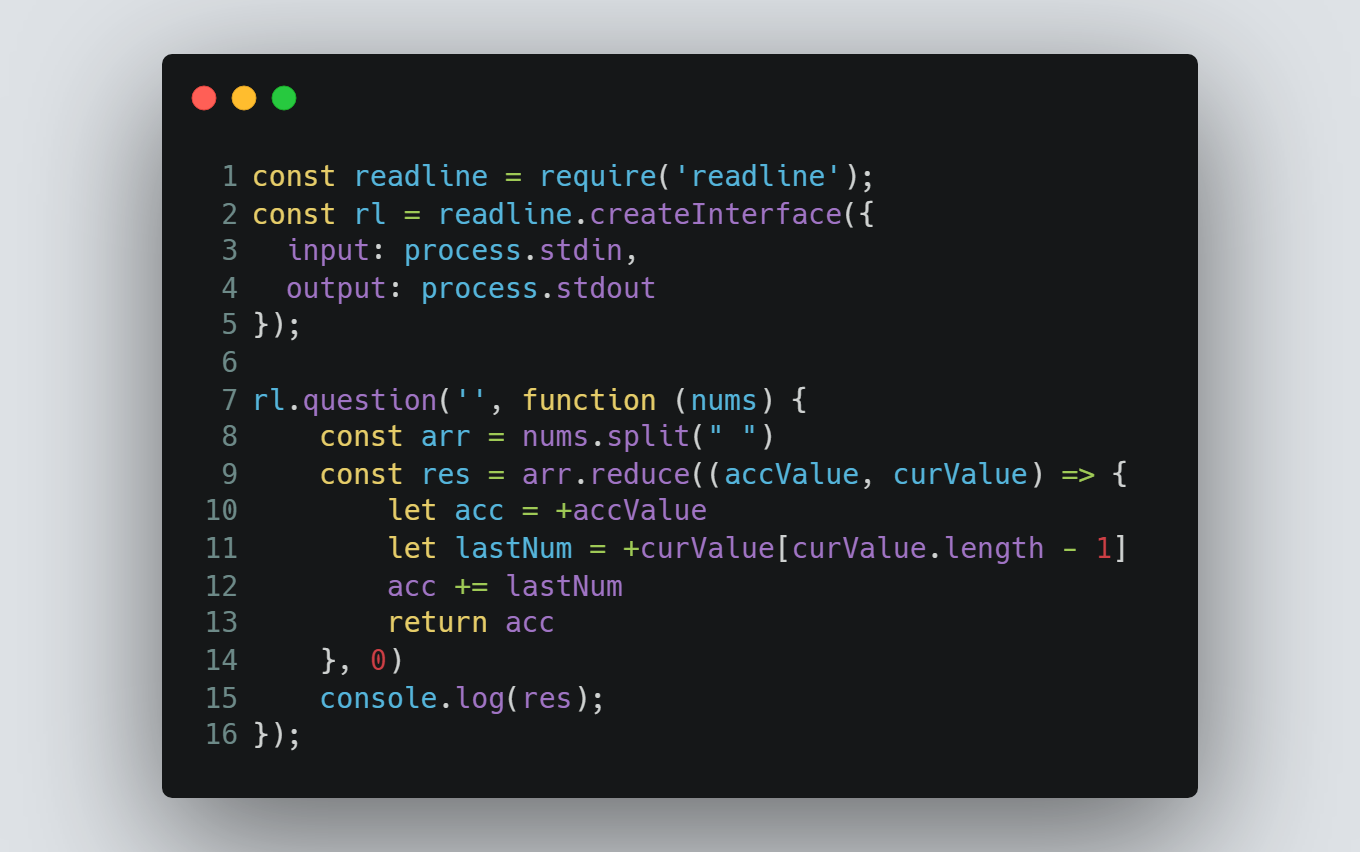 1 const readline = require('readline');
2 const rl = readline.createInterface({
3   input: process.stdin,
4   output: process.stdout
5 });
6
7 rl.question('', function (nums) {
8     const arr = nums.split(" ")
9     const res = arr.reduce((accValue, curValue) => {
10         let acc = +accValue
11         let lastNum = +curValue[curValue.length - 1]
12         acc += lastNum
13         return acc
14     }, 0)
15     console.log(res);
16 });